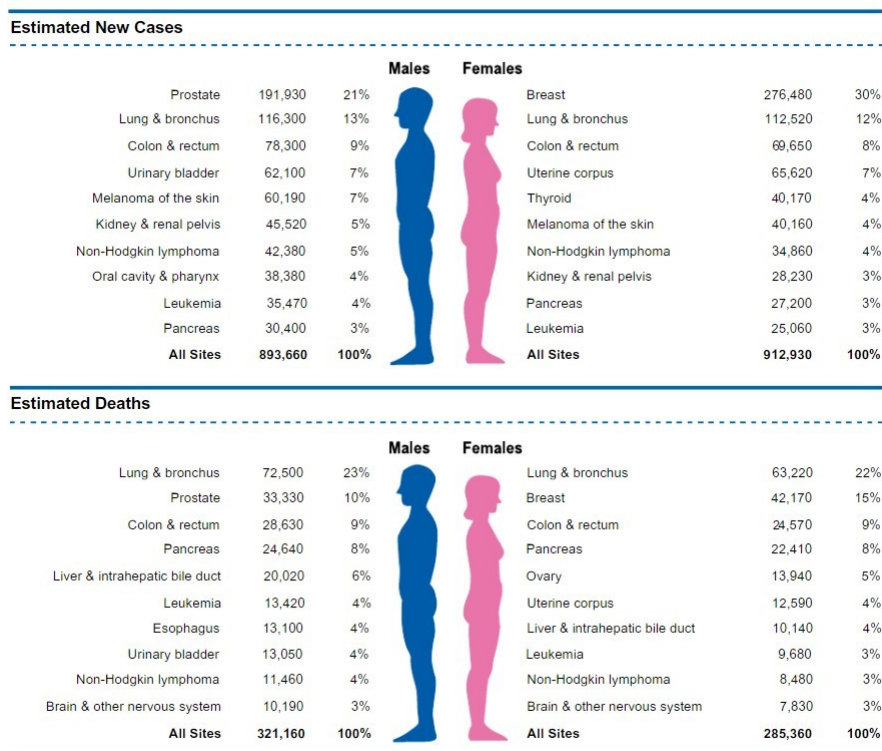 Estimated New Cases
Males Females
Prostate 191,930 21% Breast 276,480 30%
Lung & bronchus 116,300 13% Lung & bronchus 112,520 12%
Colon & rectum 78,300 9% Colon & rectum 69,650 8%
Urinary bladder 62,100 7% Uterine corpus 65,620 7%
Melanoma of the skin 60,190 7% Thyroid 40,170 4%
Kidney & renal pelvis 45,520 5% Melanoma of the skin 40,160 4%
Non-Hodgkin lymphoma 42,380 5% Non-Hodgkin lymphoma 34,860 4%
Oral cavity & pharynx 38,380 4% Kidney & renal pelvis 28,230 3%
Leukemia 35,470 4% Pancreas 27,200 3%
Pancreas 30,400 3% Leukemia 25,060 3%
All Sites 893,660 100% All Sites 912,930 100%
Estimated Deaths
Males Females
Lung & bronchus 72,500 23% Lung & bronchus 63,220 22%
Prostate 33,330 10% Breast 42,170 15%
Colon & rectum 28,630 9% Colon & rectum 24,570 9%
Pancreas 24,640 8% Pancreas 22,410 8%
Liver & intrahepatic bile duct 20,020 6% Ovary 13,940 5%
Leukemia 13,420 4% Uterine corpus 12,590 4%
Esophagus 13,100 4% Liver & intrahepatic bile duct 10,140 4%
Urinary bladder 13,050 4% Leukemia 9,680 3%
Non-Hodgkin lymphoma 11,460 4% Non-Hodgkin lymphoma 8,480 3%
Brain & other nervous system 10,190 3% Brain & other nervous system 7,830 3%
All Sites 321,160 100% All Sites 285,360 100%